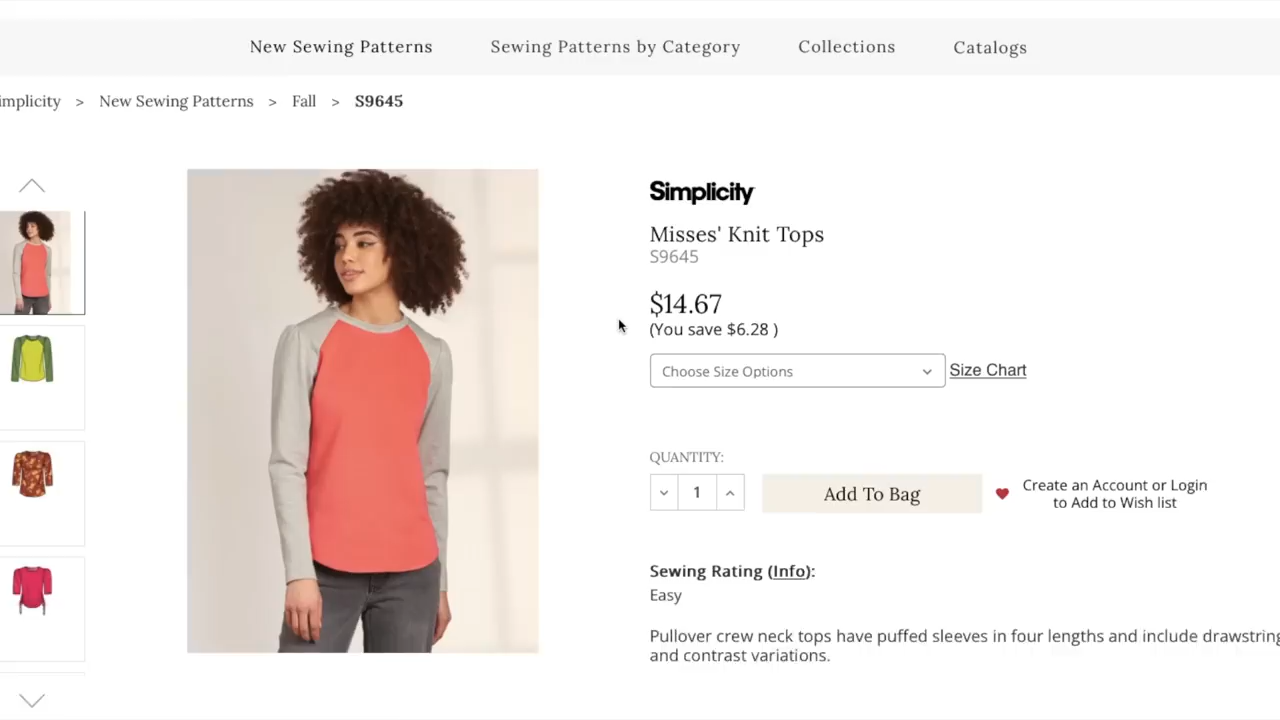 New Sewing Patterns Sewing Patterns by Category Collections Catalogs
implicity > New Sewing Patterns > Fall > S9645
Simplicity
Misses' Knit Tops
S9645
$14.67
(You save $6.28 )
Choose Size Options Size Chart
QUANTITY:
1 Add To Bag
Create an Account or Login
to Add to Wish list
Sewing Rating (Info):
Easy
Pullover crew neck tops have puffed sleeves in four lengths and include drawstring
and contrast variations.